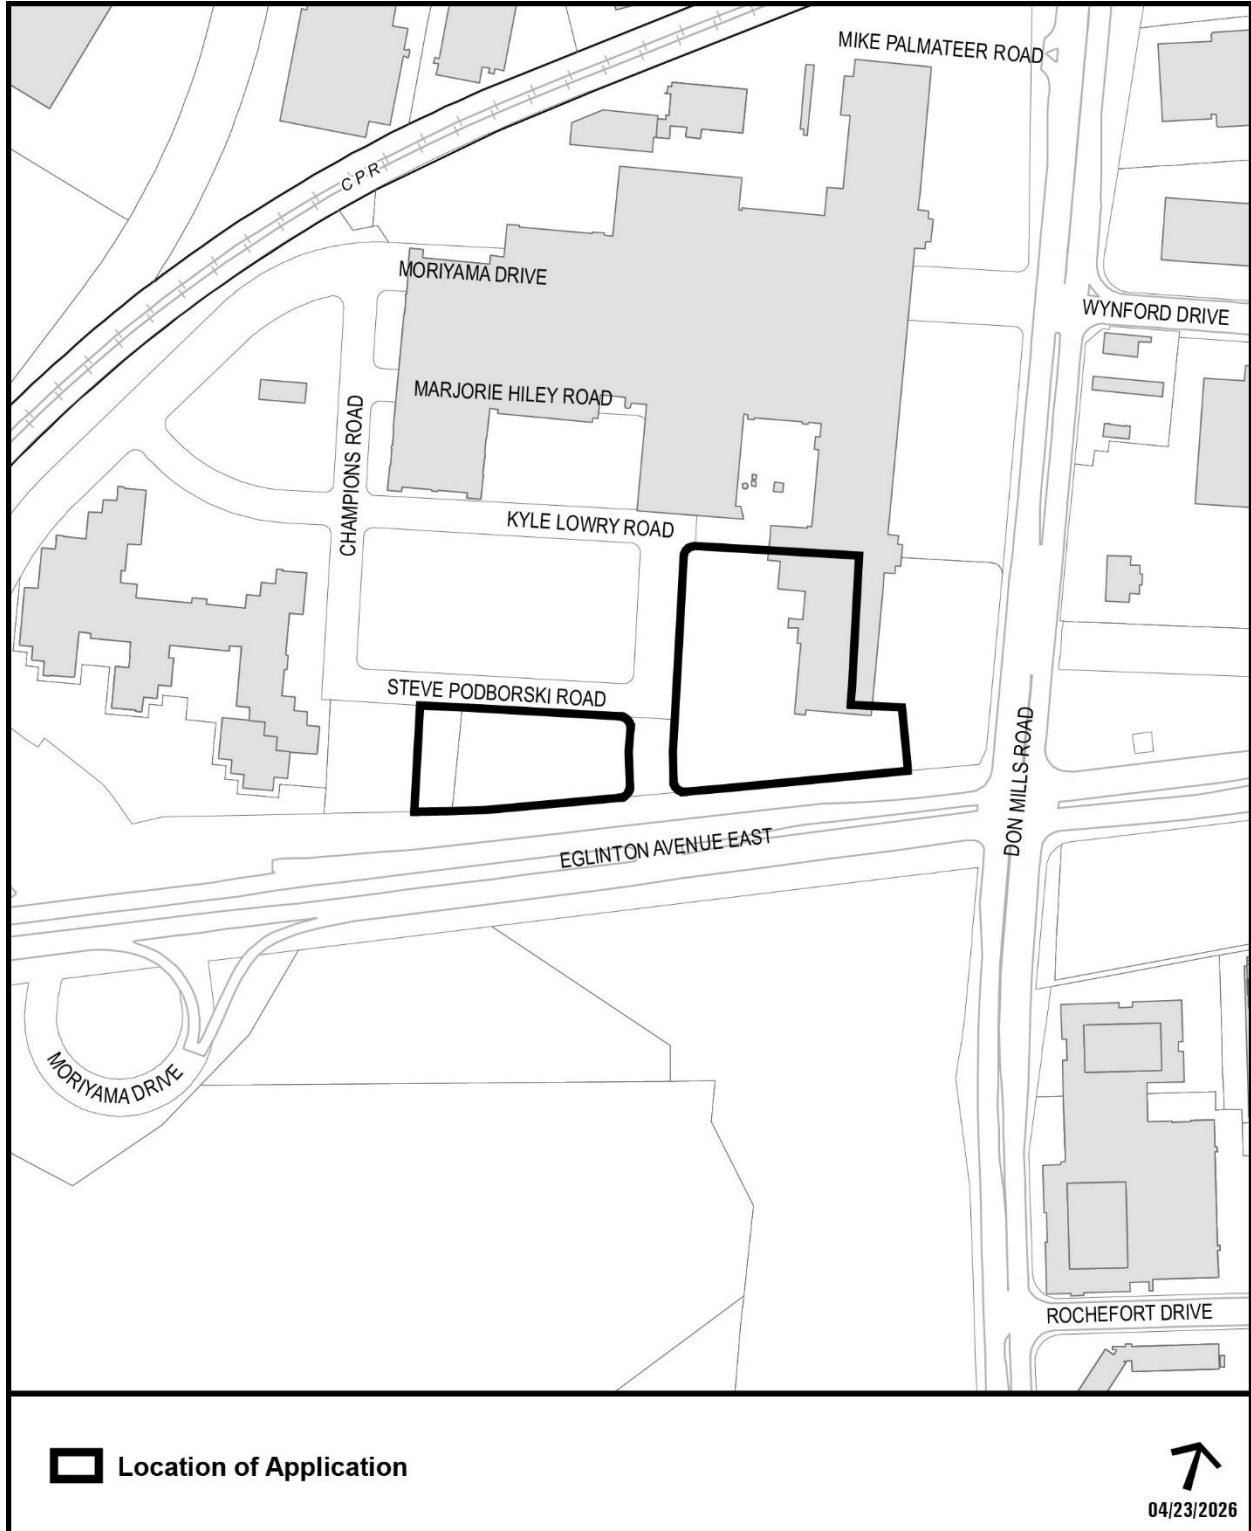 MIKE PALMATEER ROAD
CPR
MORIYAMA DRIVE
WYNFORD DRIVE
MARJORIE HILEY ROAD
CHAMPIONS ROAD
KYLE LOWRY ROAD
STEVE PODBORSKI ROAD
DON MILLS ROAD
EGLINTON AVENUE EAST
MORIYAMA DRIVE
ROCHEFORT DRIVE
Location of Application
04/23/2026